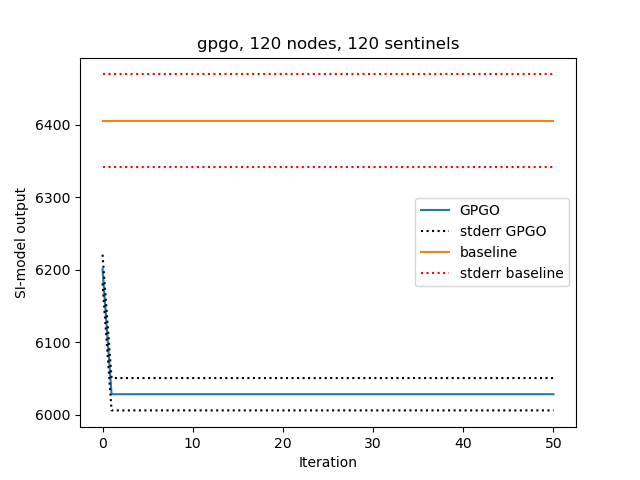 gpgo, 120 nodes, 120 sentinels
SI-model output
6400
6300
6200
6100
6000
GPGO
stderr GPGO
baseline
stderr baseline
0 10 20 30 40 50
Iteration